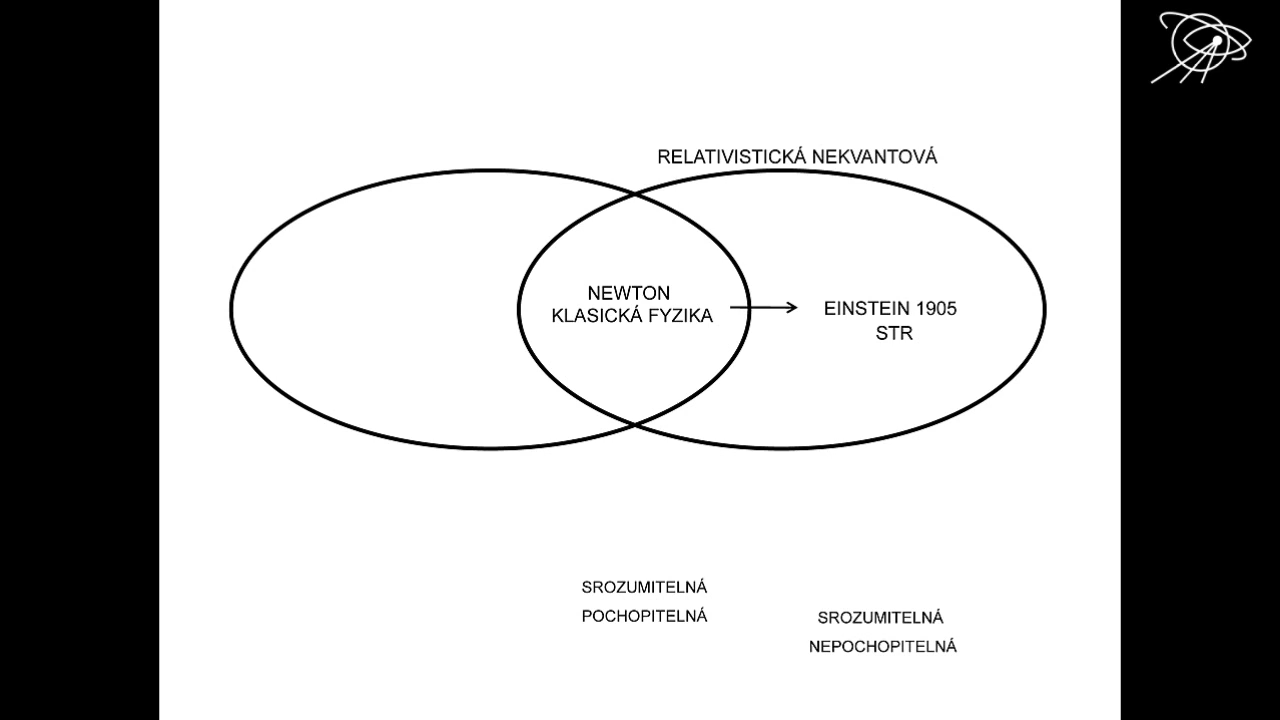 RELATIVISTICKÁ NEKVANTOVÁ
NEWTON
KLASICKÁ FYZIKA
EINSTEIN 1905
STR
SROZUMITELNÁ
POCHOPITELNÁ
SROZUMITELNÁ
NEPOCHOPITELNÁ